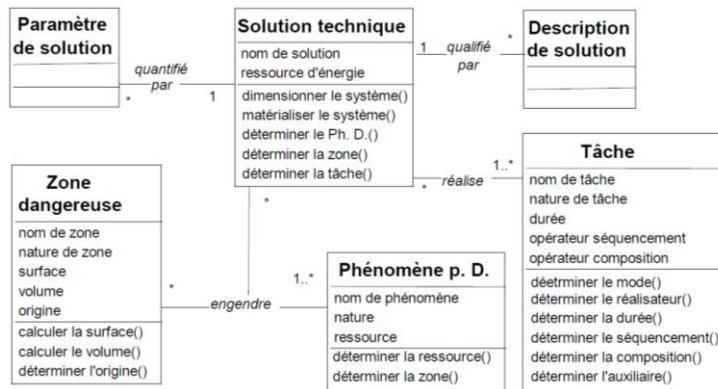 Paramètre
de solution
quantifié
par
*
1
Solution technique
nom de solution
ressource d'énergie
dimensionner le système()
matérialiser le système()
déterminer le Ph. D.()
déterminer la zone()
déterminer la tâche()
1
qualifié
par
*
Description
de solution
*
réalise
1..*
Tâche
nom de tâche
nature de tâche
durée
opérateur séquencement
opérateur composition
déetrminer le mode()
déterminer le réalisateur()
déterminer la durée()
déterminer le séquencement()
déterminer la composition()
déterminer l'auxiliaire()
Zone
dangereuse
nom de zone
nature de zone
surface
volume
origine
calculer la surface()
calculer le volume()
déterminer l'origine()
*
*
engendre
1..*
Phénomène p. D.
nom de phénomène
nature
ressource
déterminer la ressource()
déterminer la zone()